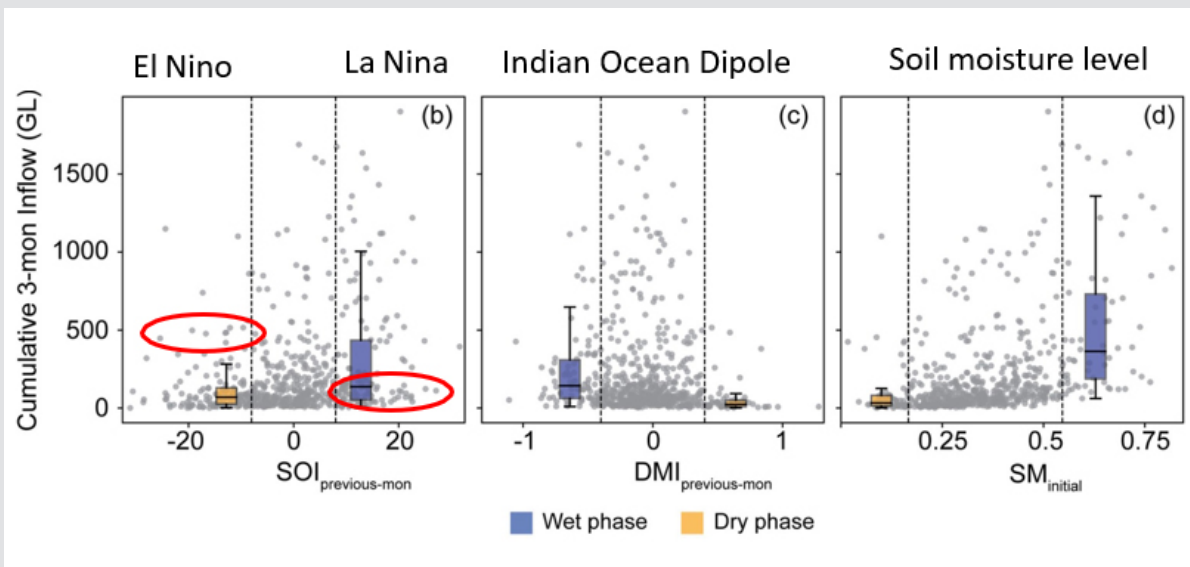 El Nino La Nina Indian Ocean Dipole Soil moisture level
(b) (c) (d)
Cumulative 3-mon Inflow (GL)
1500
1000
500
0
-20 0 20 -1 0 1 0.25 0.5 0.75
SOIprevious-mon DMIprevious-mon SMinitial
Wet phase Dry phase